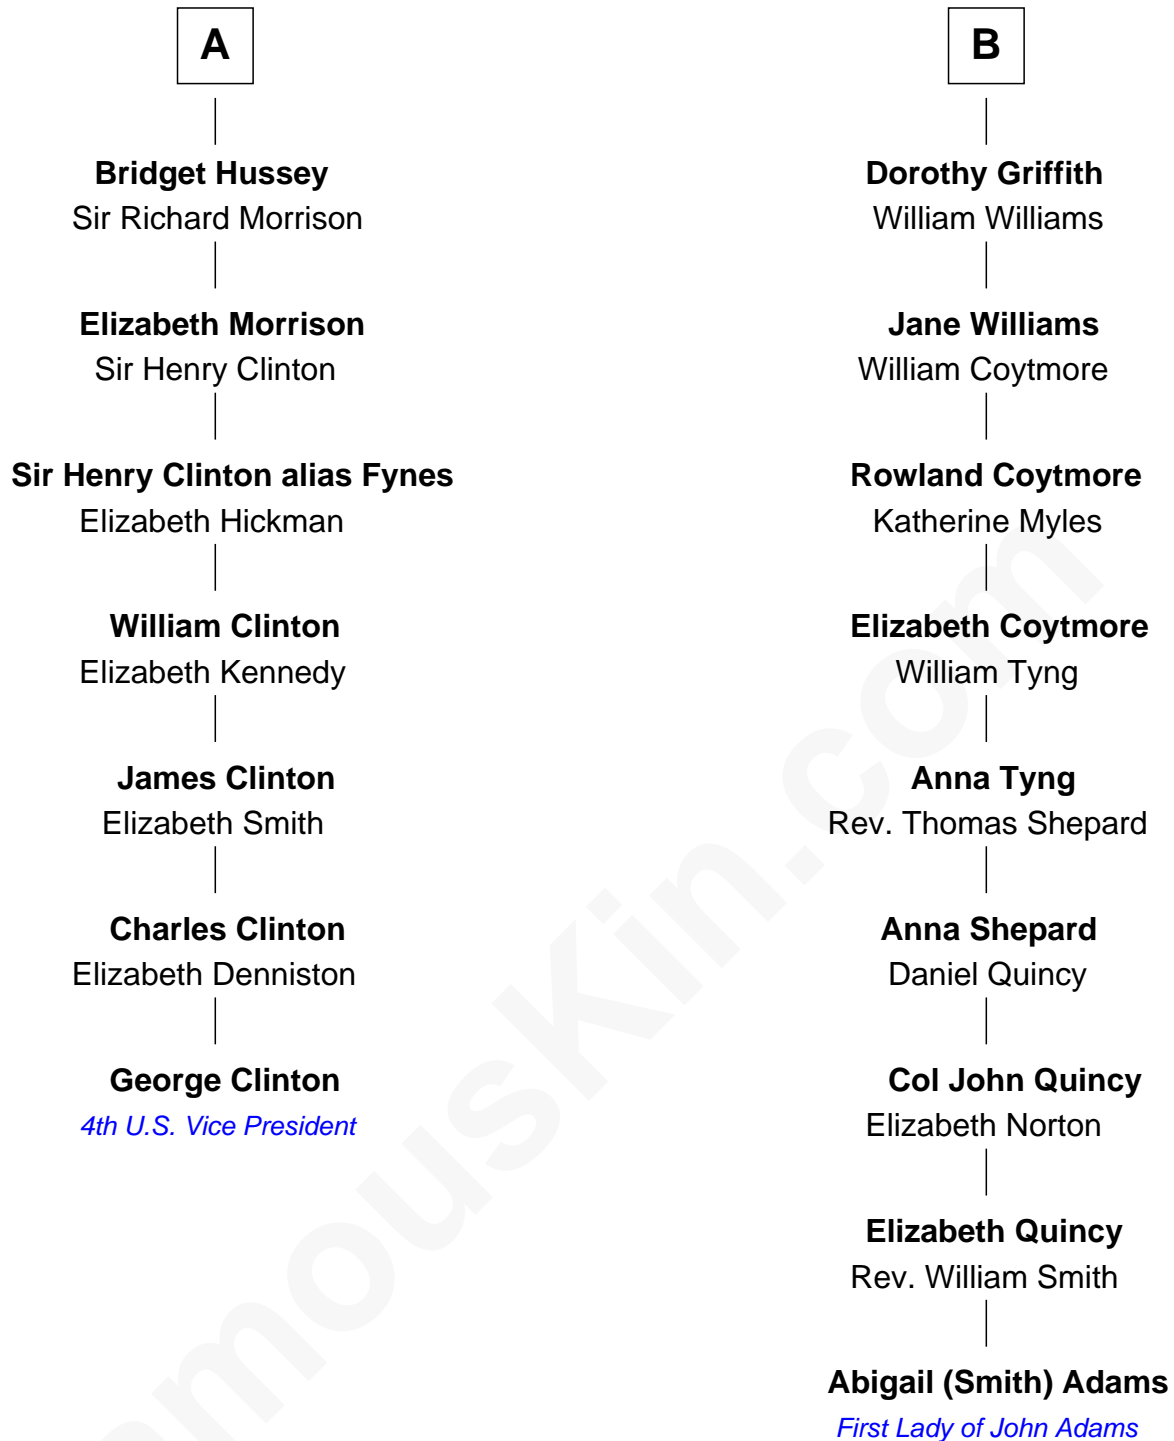 A
Bridget Hussey
Sir Richard Morrison
Elizabeth Morrison
Sir Henry Clinton
Sir Henry Clinton alias Fynes
Elizabeth Hickman
William Clinton
Elizabeth Kennedy
James Clinton
Elizabeth Smith
Charles Clinton
Elizabeth Denniston
George Clinton
4th U.S. Vice President
B
Dorothy Griffith
William Williams
Jane Williams
William Coytmore
Rowland Coytmore
Katherine Myles
Elizabeth Coytmore
William Tyng
Anna Tyng
Rev. Thomas Shepard
Anna Shepard
Daniel Quincy
Col John Quincy
Elizabeth Norton
Elizabeth Quincy
Rev. William Smith
Abigail (Smith) Adams
First Lady of John Adams
amouskin.com